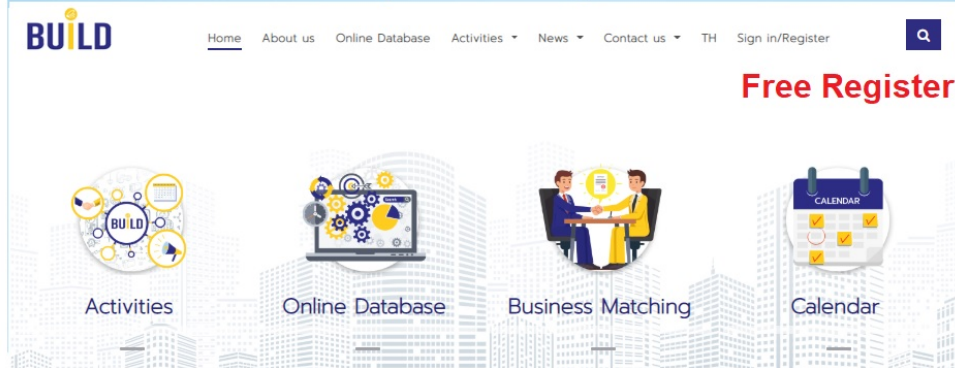 BUiLD
Home About us Online Database Activities News Contact us TH Sign in/Register
Free Register
BUiLD
Search
CALENDAR
Activities Online Database Business Matching Calendar